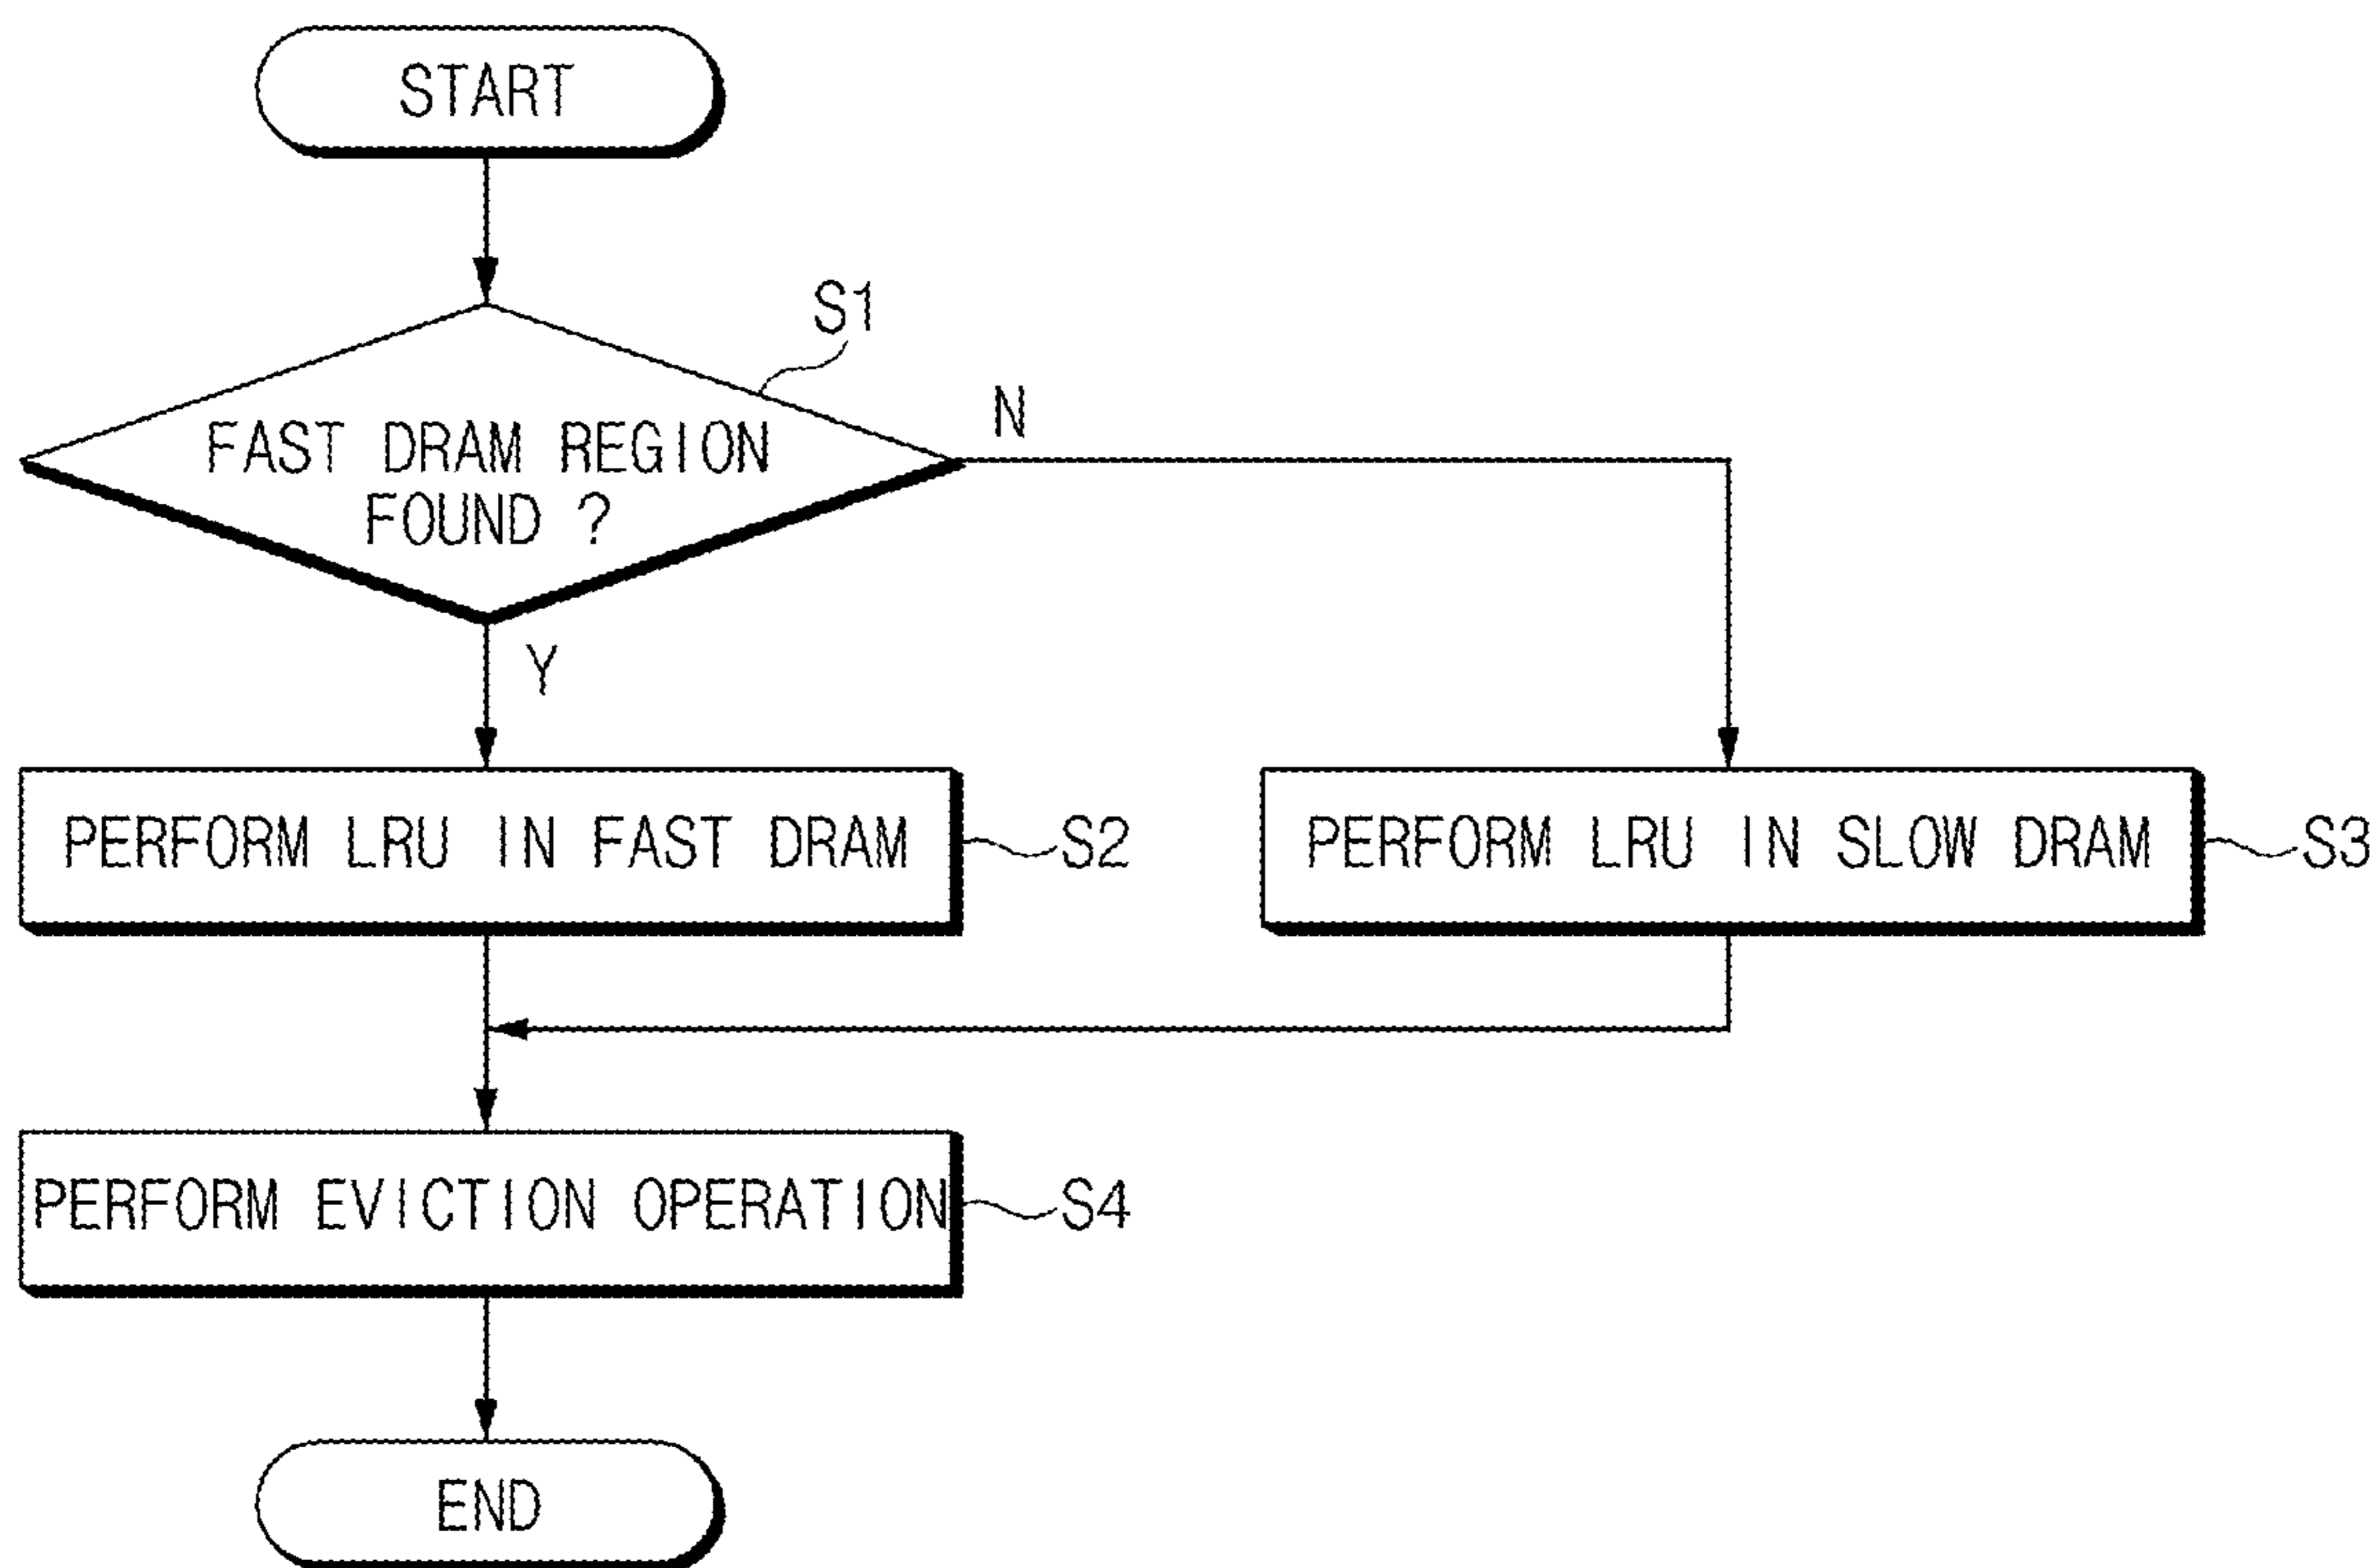 START
S1
N
FAST DRAM REGION
FOUND ?
Y
PERFORM LRU IN FAST DRAM
S2
PERFORM LRU IN SLOW DRAM
S3
PERFORM EVICTION OPERATION
S4
END